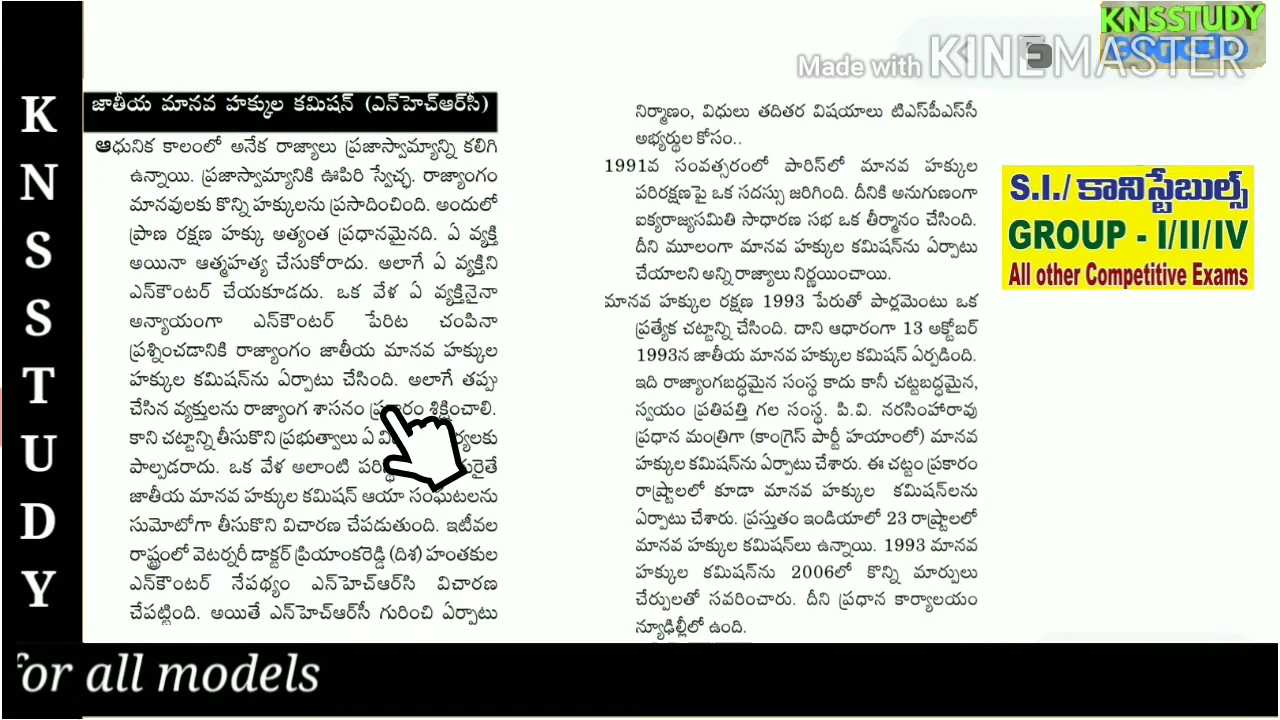 KNSSTUDY
Made with KINEMASTER
KNSSTUDY
జాతీయ మానవ హక్కుల కమిషన్ (ఎన్‌హెచ్ఆర్‌సీ)
ఆధునిక కాలంలో అనేక రాజ్యాలు ప్రజాస్వామ్యాన్ని కలిగి
ఉన్నాయి. ప్రజాస్వామ్యానికి ఊపిరి స్వేచ్ఛ. రాజ్యాంగం
మానవులకు కొన్ని హక్కులను ప్రసాదించింది. అందులో
ప్రాణ రక్షణ హక్కు అత్యంత ప్రధానమైనది. ఏ వ్యక్తి
అయినా ఆత్మహత్య చేసుకోరాదు. అలాగే ఏ వ్యక్తిని
ఎన్‌కౌంటర్ చేయకూడదు. ఒక వేళ ఏ వ్యక్తినైనా
అన్యాయంగా ఎన్‌కౌంటర్ పేరిట చంపినా
ప్రశ్నించడానికి రాజ్యాంగం జాతీయ మానవ హక్కుల
హక్కుల కమిషన్‌ను ఏర్పాటు చేసింది. అలాగే తప్పు
చేసిన వ్యక్తులను రాజ్యాంగ శాసనం శిక్షించాలి.
కాని చట్టాన్ని తీసుకొని ప్రభుత్వాలు ఏ
పాల్పడరాదు. ఒక వేళ అలాంటి
జాతీయ మానవ హక్కుల కమిషన్ ఆయా సంఘటలను
సుమోటోగా తీసుకొని విచారణ చేపడుతుంది. ఇటీవల
రాష్ట్రంలో వెటర్నరీ డాక్టర్ ప్రియాంకరెడ్డి (దిశ) హంతకుల
ఎన్‌కౌంటర్ నేపథ్యం ఎన్‌హెచ్ఆర్‌సి విచారణ
చేపట్టింది. అయితే ఎన్‌హెచ్ఆర్‌సీ గురించి ఏర్పాటు
నిర్మాణం, విధులు తదితర విషయాలు టిఎస్‌పీఎస్‌సీ
అభ్యర్థుల కోసం..
1991వ సంవత్సరంలో పారిస్‌లో మానవ హక్కుల
పరిరక్షణపై ఒక సదస్సు జరిగింది. దీనికి అనుగుణంగా
ఐక్యరాజ్యసమితి సాధారణ సభ ఒక తీర్మానం చేసింది.
దీని మూలంగా మానవ హక్కుల కమిషన్‌ను ఏర్పాటు
చేయాలని అన్ని రాజ్యాలు నిర్ణయించాయి.
మానవ హక్కుల రక్షణ 1993 పేరుతో పార్లమెంటు ఒక
ప్రత్యేక చట్టాన్ని చేసింది. దాని ఆధారంగా 13 అక్టోబర్
1993న జాతీయ మానవ హక్కుల కమిషన్ ఏర్పడింది.
ఇది రాజ్యాంగబద్ధమైన సంస్థ కాదు కానీ చట్టబద్ధమైన,
స్వయం ప్రతిపత్తి గల సంస్థ. పి.వి. నరసింహారావు
ప్రధాన మంత్రిగా (కాంగ్రెస్ పార్టీ హయాంలో) మానవ
హక్కుల కమిషన్‌ను ఏర్పాటు చేశారు. ఈ చట్టం ప్రకారం
రాష్ట్రాలలో కూడా మానవ హక్కుల కమిషన్‌లను
ఏర్పాటు చేశారు. ప్రస్తుతం ఇండియాలో 23 రాష్ట్రాలలో
మానవ హక్కుల కమిషన్‌లు ఉన్నాయి. 1993 మానవ
హక్కుల కమిషన్‌ను 2006లో కొన్ని మార్పులు
చేర్పులతో సవరించారు. దీని ప్రధాన కార్యాలయం
న్యూఢిల్లీలో ఉంది.
S.I./ కానిస్టేబుల్స్
GROUP - I/II/IV
All other Competitive Exams
for all models